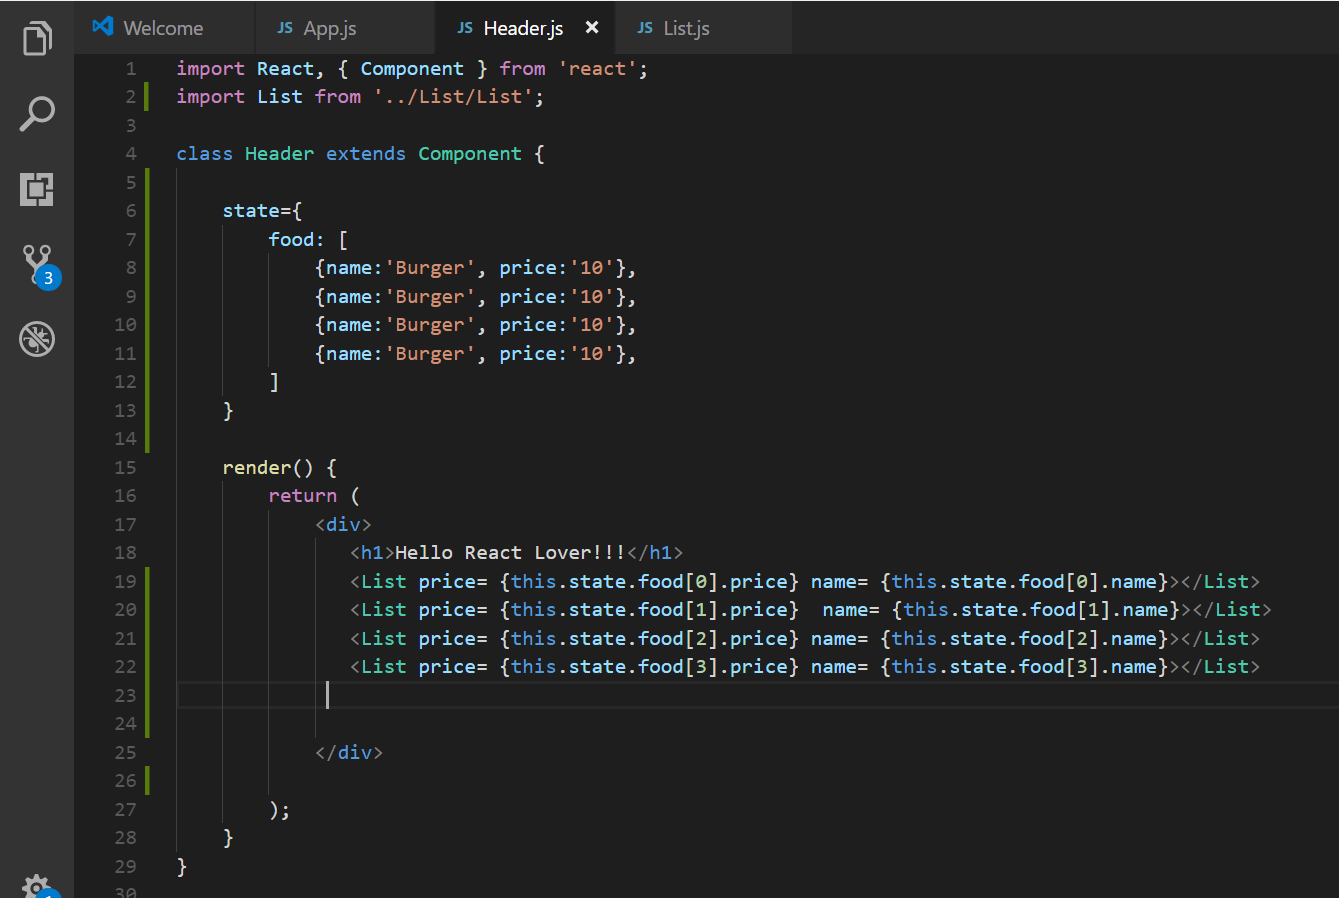 Welcome JS App.js JS Header.js × JS List.js
1 import React, { Component } from 'react';
2 import List from '../List/List';
3
4 class Header extends Component {
5
6     state={
7         food: [
8             {name:'Burger', price:'10'},
9             {name:'Burger', price:'10'},
10             {name:'Burger', price:'10'},
11             {name:'Burger', price:'10'},
12         ]
13     }
14
15     render() {
16         return (
17             <div>
18                <h1>Hello React Lover!!!</h1>
19                <List price= {this.state.food[0].price} name= {this.state.food[0].name}></List>
20                <List price= {this.state.food[1].price}  name= {this.state.food[1].name}></List>
21                <List price= {this.state.food[2].price} name= {this.state.food[2].name}></List>
22                <List price= {this.state.food[3].price} name= {this.state.food[3].name}></List>
23
24
25             </div>
26
27         );
28     }
29 }
30
3